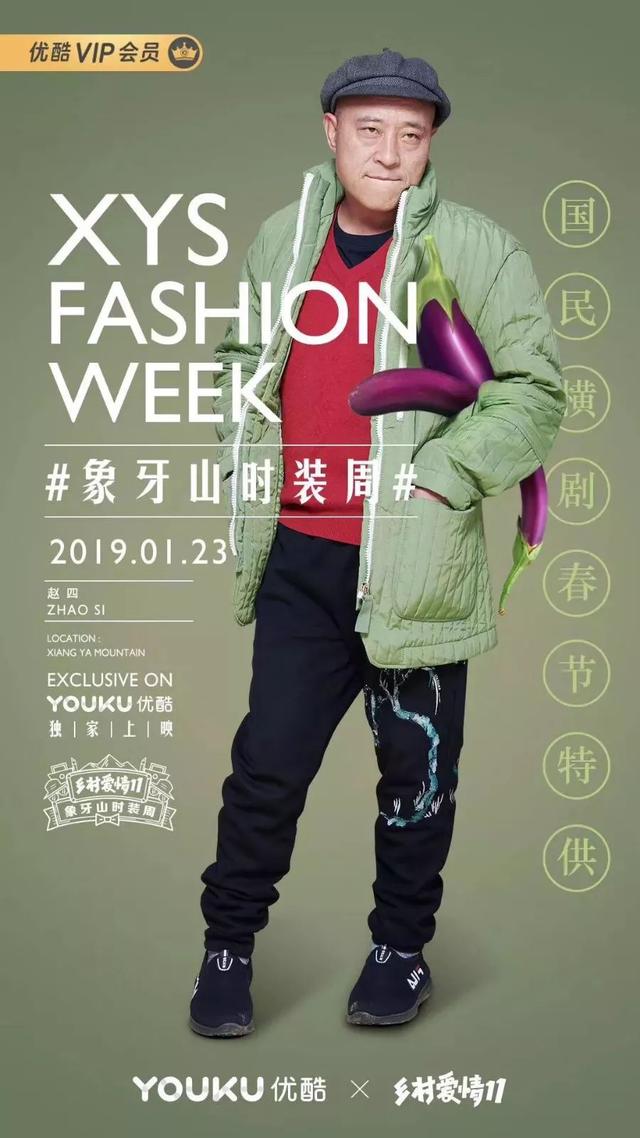 优酷VIP会员
XYS
FASHION
WEEK
#象牙山时装周#
2019.01.23
赵四
ZHAO SI
LOCATION :
XIANG YA MOUNTAIN
EXCLUSIVE ON
YOUKU优酷
独|家|上|映
乡村爱情11
象牙山时装周
国民横剧春节特供
YOUKU优酷 × 乡村爱情11